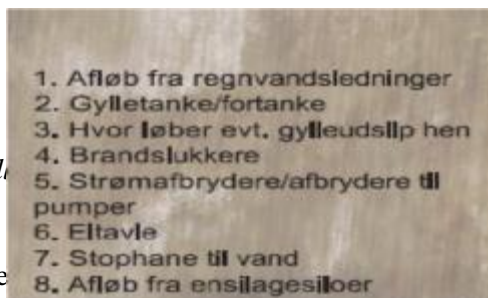 1. Afløb fra regnvandsledninger
2. Gylletanke/fortanke
3. Hvor løber evt. gylleudslip hen
4. Brandslukkere
5. Strømafbrydere/afbrydere til
pumper
6. Eltavle
7. Stophane til vand
8. Afløb fra ensilagesiloer